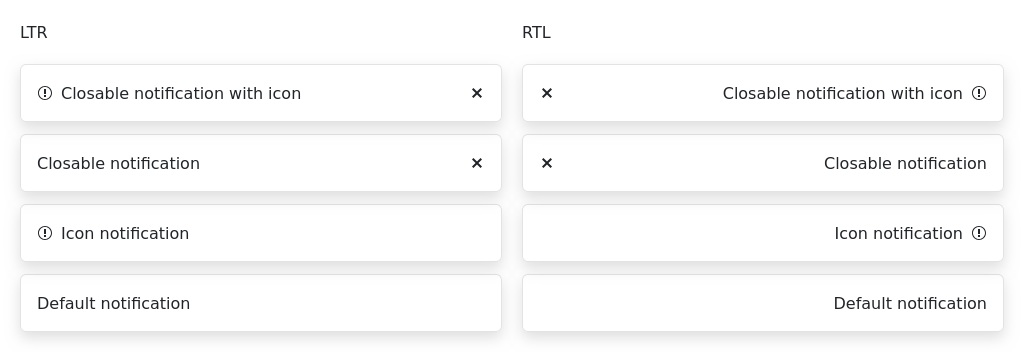 LTR
Closable notification with icon
Closable notification
Icon notification
Default notification
RTL
Closable notification with icon
Closable notification
Icon notification
Default notification